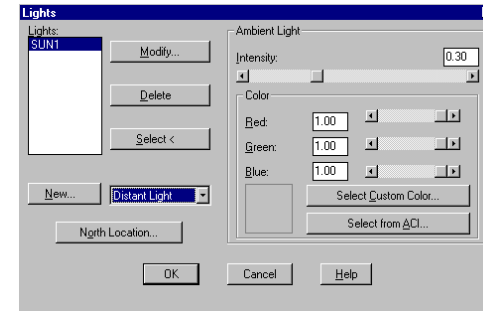 Lights
Lights:
SUN1
Modify...
Delete
Select <
New...
Distant Light
North Location...
Ambient Light
Intensity:
0.30
Color
Red:
1.00
Green:
1.00
Blue:
1.00
Select Custom Color...
Select from ACI...
OK
Cancel
Help